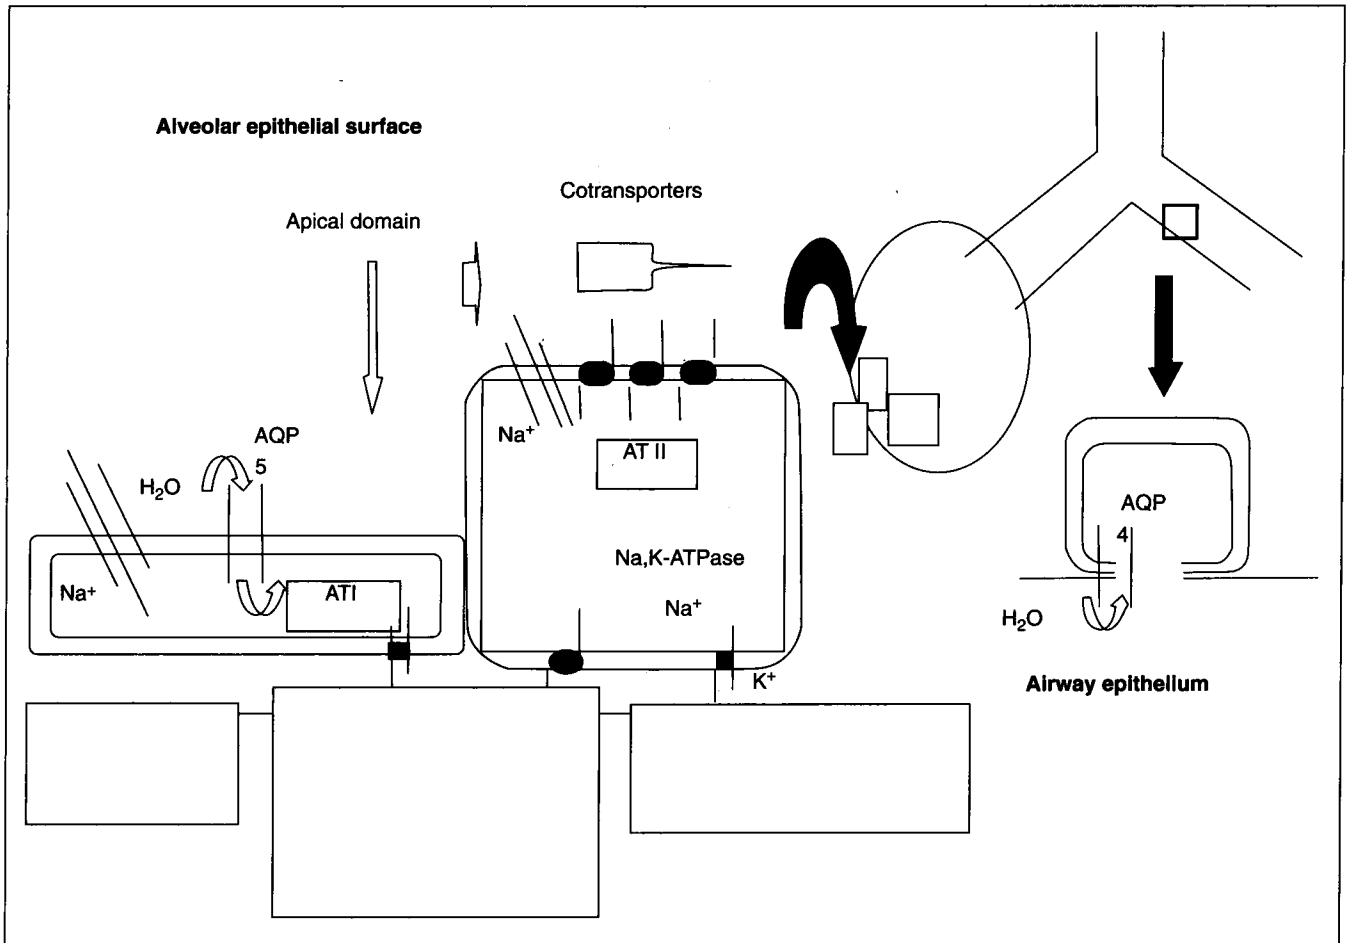 Alveolar epithelial surface
Cotransporters
Apical domain
AQP
5
H₂O
Na⁺
ATI
Na⁺
AT II
Na,K-ATPase
Na⁺
K⁺
AQP
4
H₂O
Airway epithelium